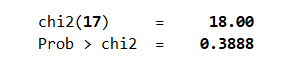 chi2(17) = 18.00
Prob > chi2 = 0.3888